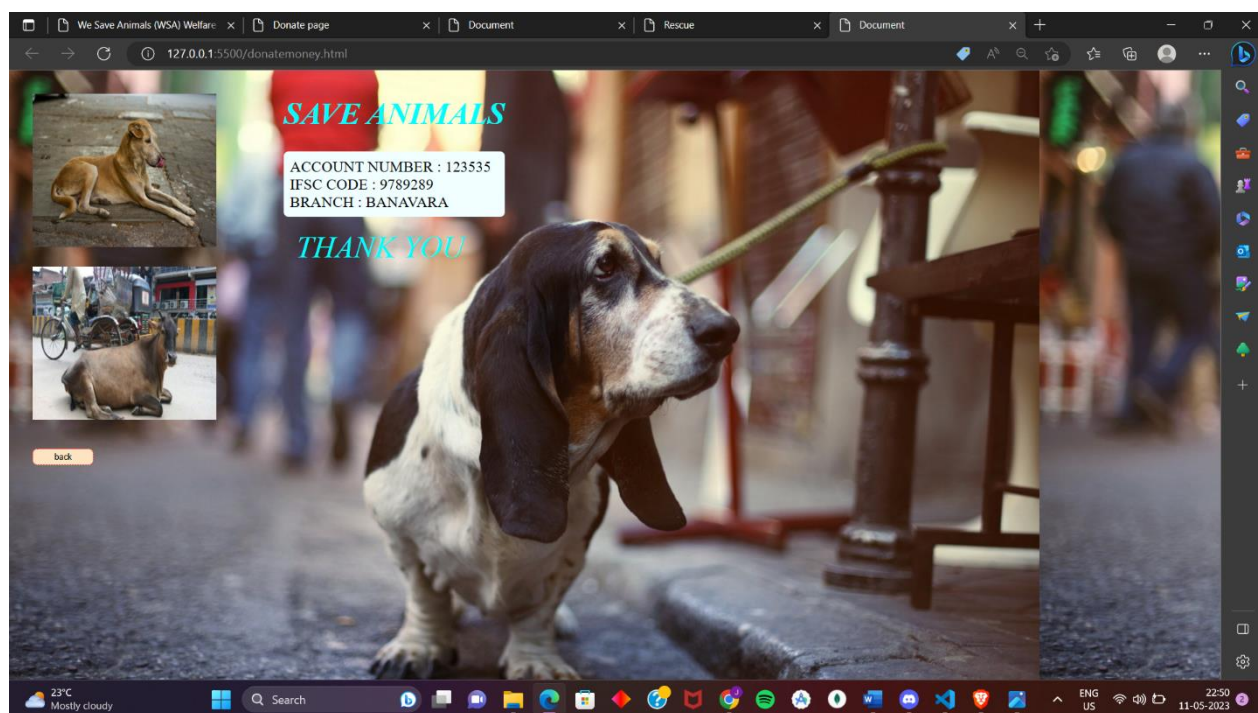 We Save Animals (WSA) Welfare
Donate page
Document
Rescue
Document
127.0.0.1:5500/donatemoney.html
SAVE ANIMALS
ACCOUNT NUMBER : 123535
IFSC CODE : 9789289
BRANCH : BANAVARA
THANK YOU
back
23°C
Mostly cloudy
Search
ENG
US
22:50
11-05-2023